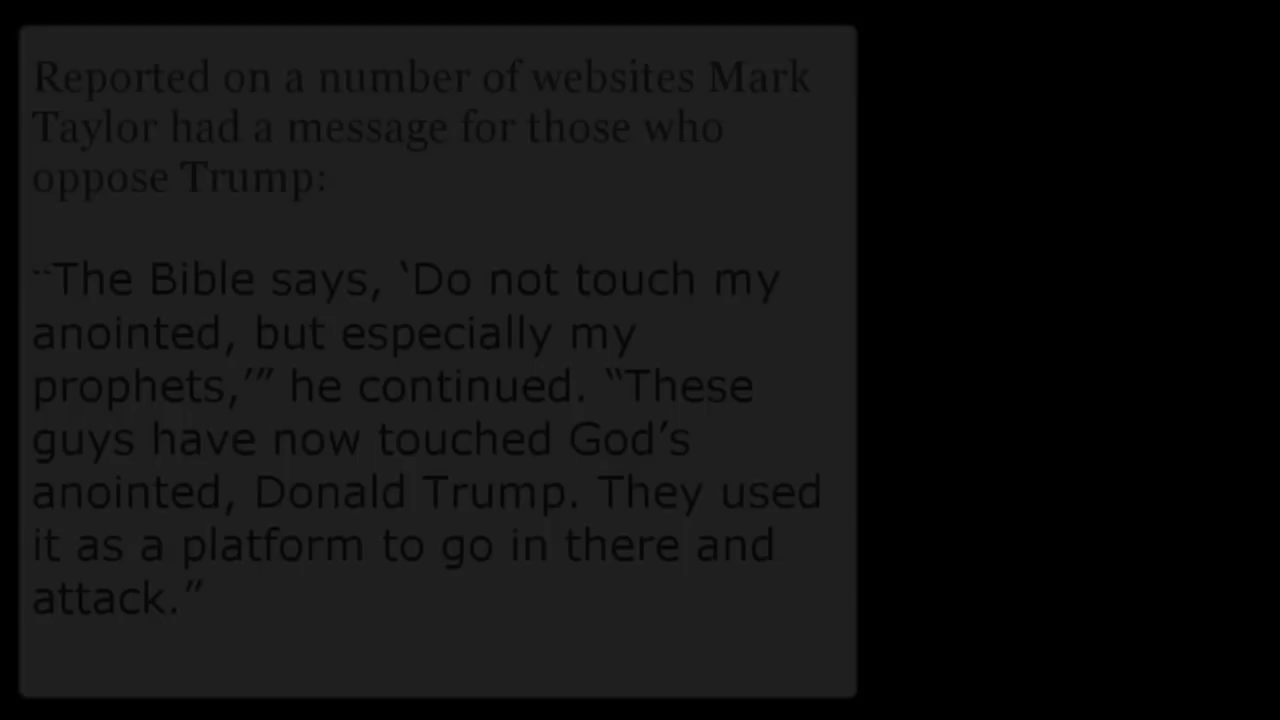 Reported on a number of websites Mark
Taylor had a message for those who
oppose Trump:
“The Bible says, ‘Do not touch my
anointed, but especially my
prophets,’” he continued. “These
guys have now touched God’s
anointed, Donald Trump. They used
it as a platform to go in there and
attack.”